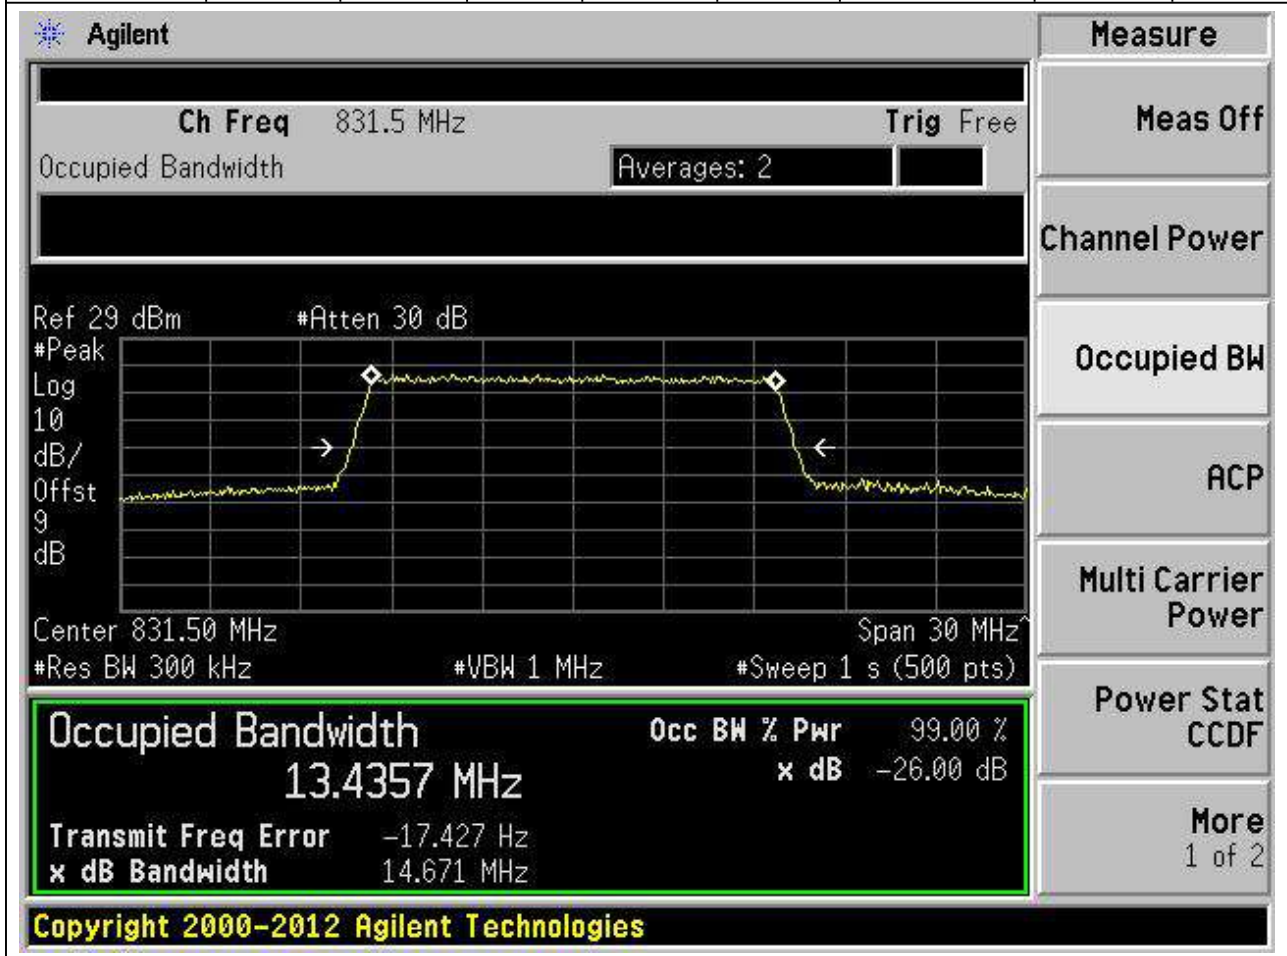 Agilent
Measure
Ch Freq 831.5 MHz Trig Free
Occupied Bandwidth Averages: 2
Ref 29 dBm #Atten 30 dB
#Peak
Log
10
dB/
Offst
9
dB
Center 831.50 MHz Span 30 MHz^
#Res BW 300 kHz #VBW 1 MHz #Sweep 1 s (500 pts)
Occupied Bandwidth Occ BW % Pwr 99.00 %
13.4357 MHz x dB -26.00 dB
Transmit Freq Error -17.427 Hz
x dB Bandwidth 14.671 MHz
Meas Off
Channel Power
Occupied BW
ACP
Multi Carrier
Power
Power Stat
CCDF
More
1 of 2
Copyright 2000-2012 Agilent Technologies